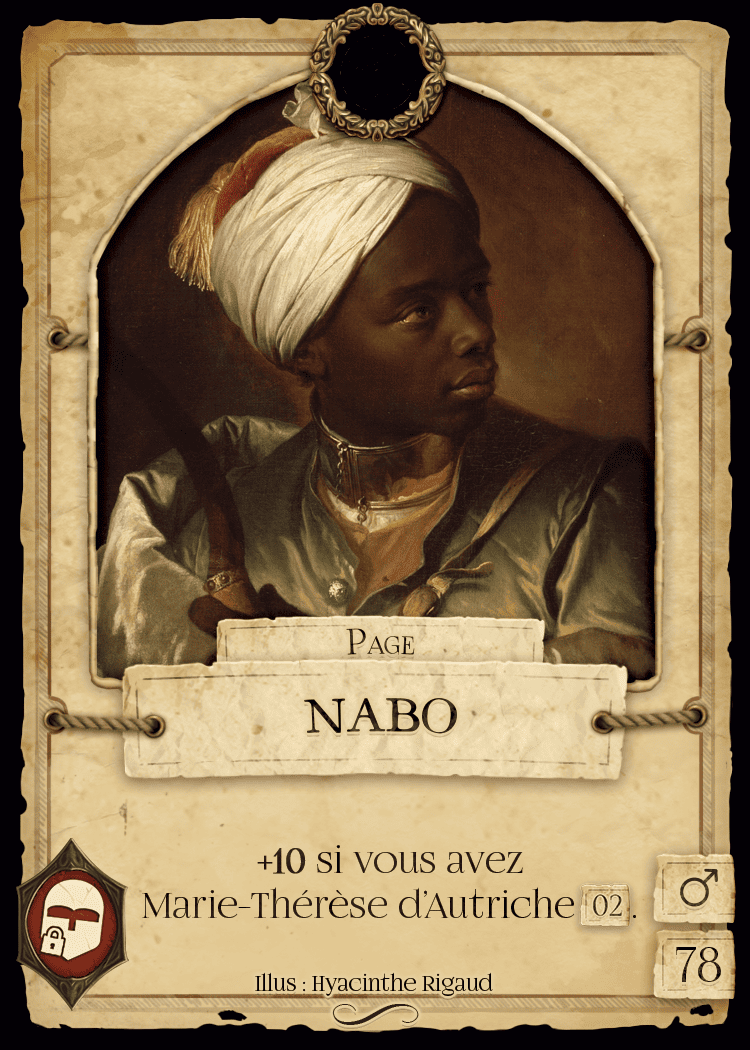 Page
NABO
+10 si vous avez
Marie-Thérèse d'Autriche 02 .
Illus : Hyacinthe Rigaud
♂
78